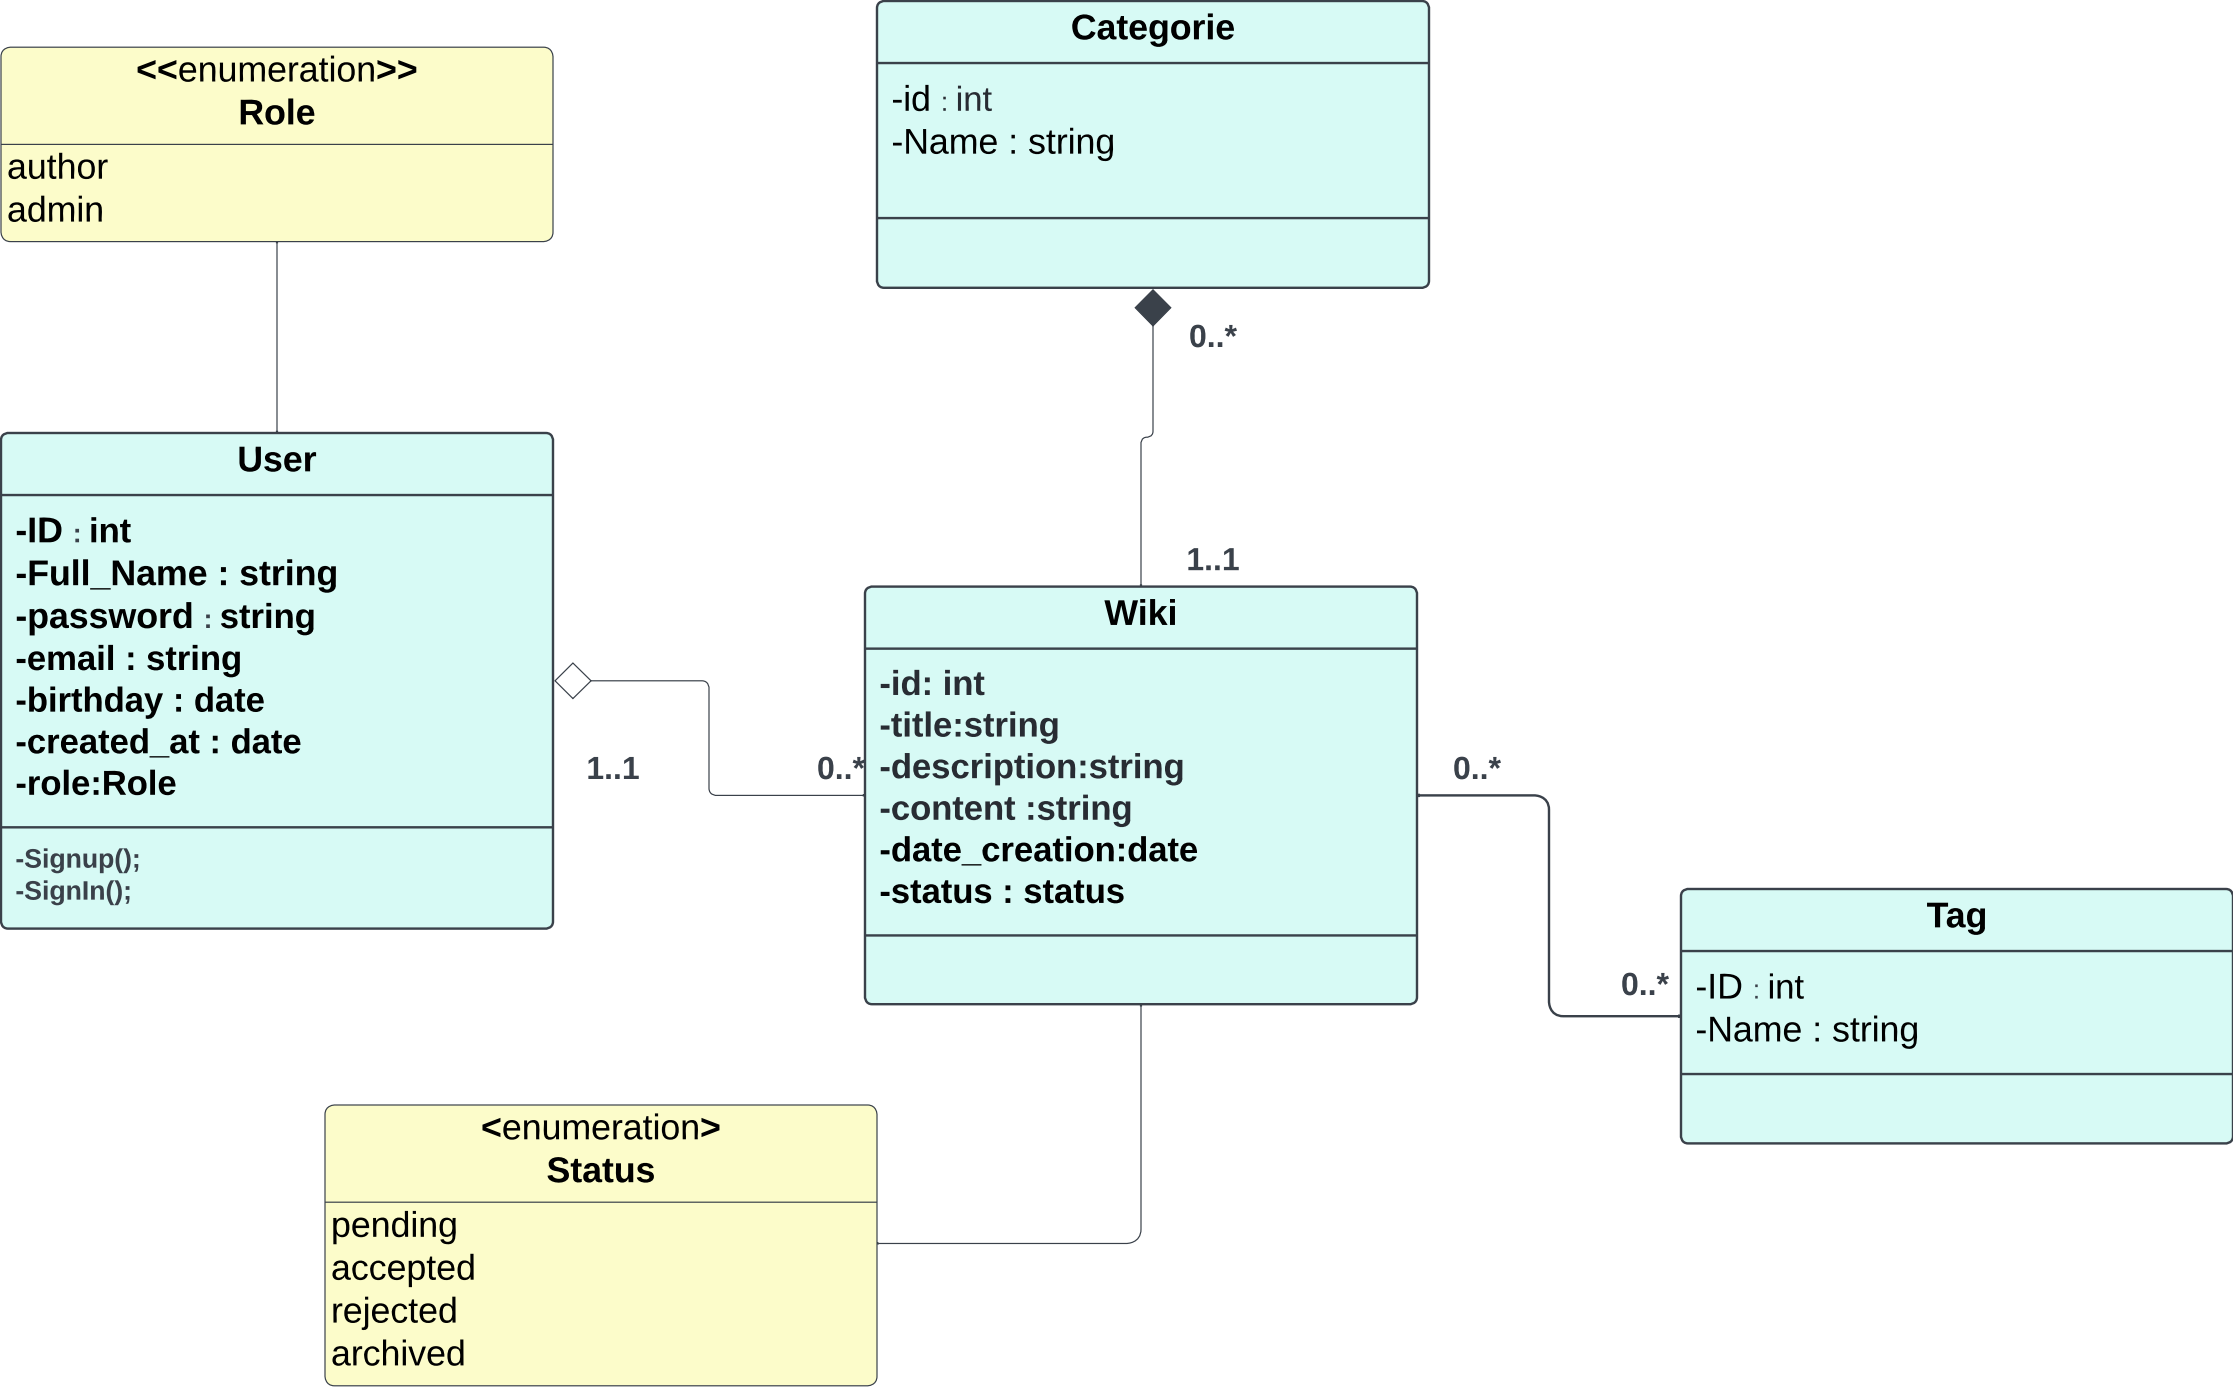 <<enumeration>>
Role
author
admin
Categorie
-id : int
-Name : string
0..*
1..1
User
-ID : int
-Full_Name : string
-password : string
-email : string
-birthday : date
-created_at : date
-role:Role
-Signup();
-SignIn();
1..1
0..*
Wiki
-id: int
-title:string
-description:string
-content :string
-date_creation:date
-status : status
0..*
0..*
Tag
-ID : int
-Name : string
<enumeration>
Status
pending
accepted
rejected
archived